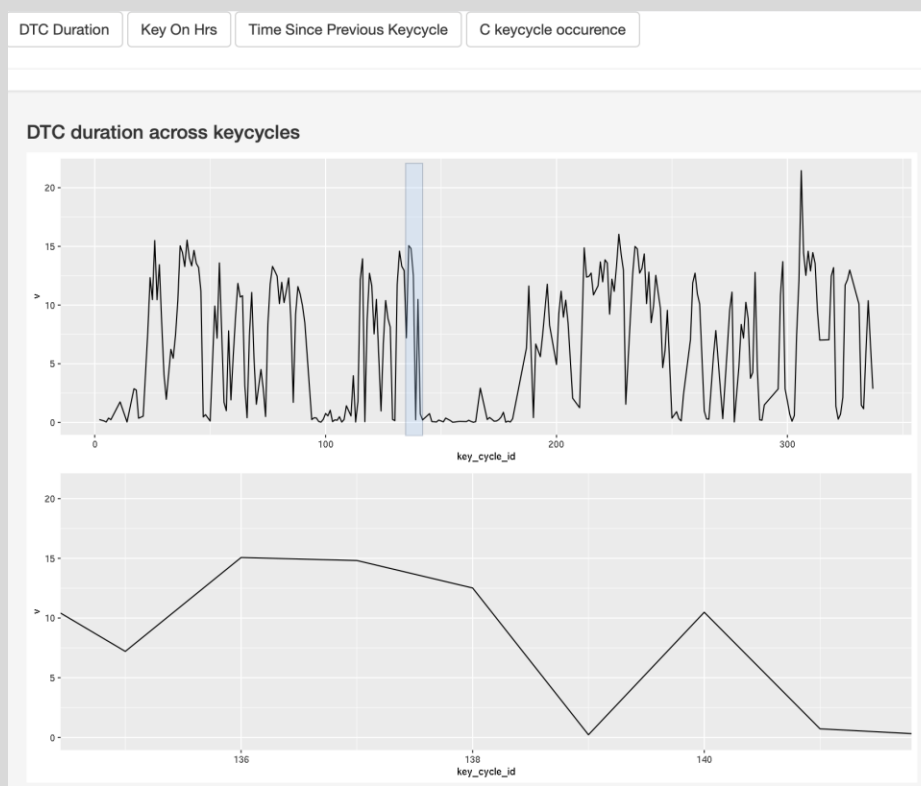 DTC Duration Key On Hrs Time Since Previous Keycycle C keycycle occurence
DTC duration across keycycles
20
15
10
5
0
v
0 100 200 300
key_cycle_id
20
15
10
5
0
v
136 138 140
key_cycle_id